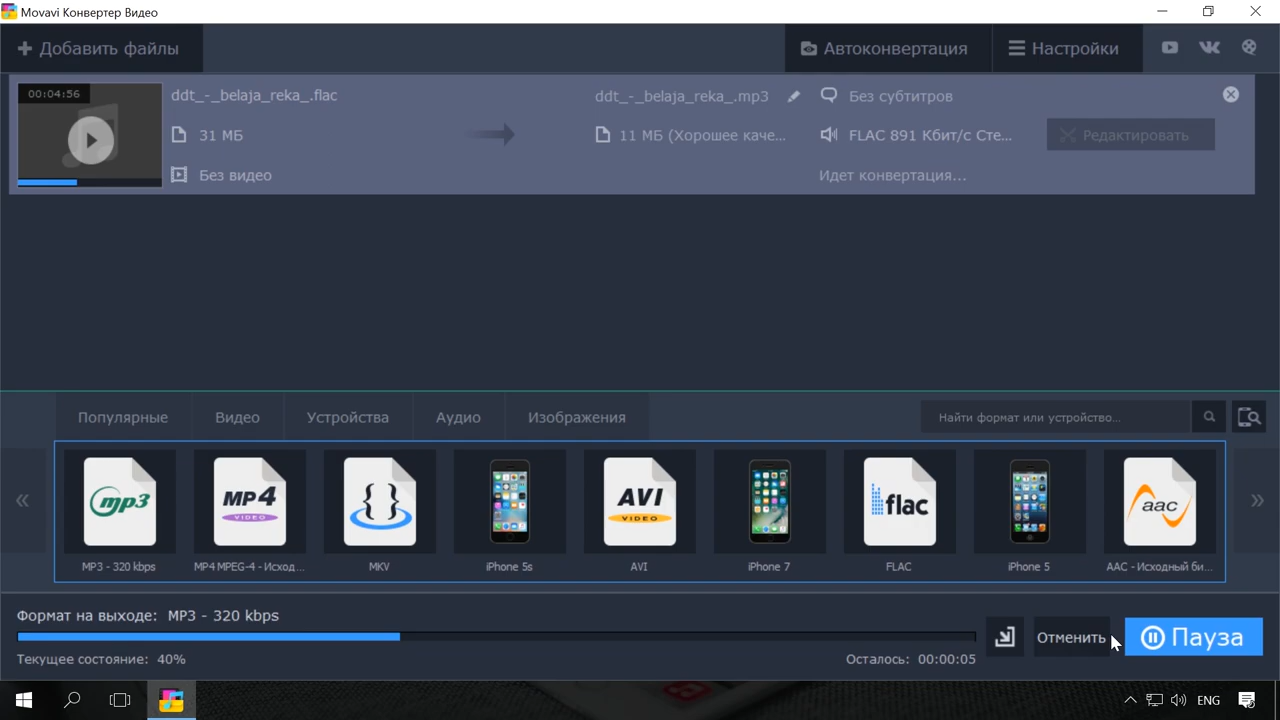 Movavi Конвертер Видео
Добавить файлы
Автоконвертация
Настройки
00:04:56
ddt_-_belaja_reka_.flac
ddt_-_belaja_reka_.mp3
Без субтитров
31 МБ
11 МБ (Хорошее каче...
FLAC 891 Кбит/с Сте...
Редактировать
Без видео
Идет конвертация...
Популярные
Видео
Устройства
Аудио
Изображения
Найти формат или устройство...
mp3
MP4
VIDEO
{ }
AVI
VIDEO
flac
aac
MP3 - 320 kbps
MP4 MPEG-4 - Исход...
MKV
iPhone 5s
AVI
iPhone 7
FLAC
iPhone 5
AAC - Исходный би...
Формат на выходе: MP3 - 320 kbps
Отменить
Пауза
Текущее состояние: 40%
Осталось: 00:00:05
ENG